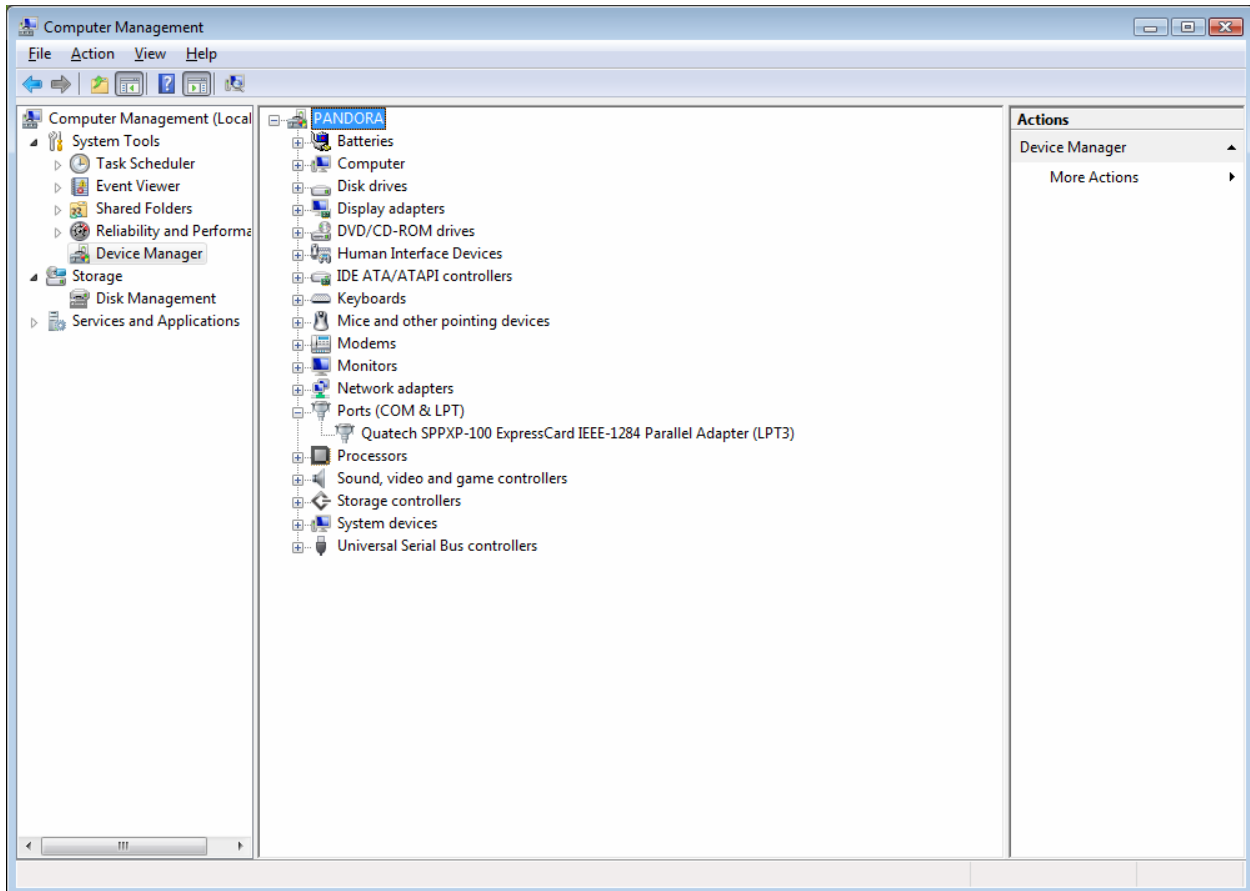 Computer Management
File Action View Help
Computer Management (Local
System Tools
Task Scheduler
Event Viewer
Shared Folders
Reliability and Performa
Device Manager
Storage
Disk Management
Services and Applications
PANDORA
Batteries
Computer
Disk drives
Display adapters
DVD/CD-ROM drives
Human Interface Devices
IDE ATA/ATAPI controllers
Keyboards
Mice and other pointing devices
Modems
Monitors
Network adapters
Ports (COM & LPT)
Quatech SPPXP-100 ExpressCard IEEE-1284 Parallel Adapter (LPT3)
Processors
Sound, video and game controllers
Storage controllers
System devices
Universal Serial Bus controllers
Actions
Device Manager
More Actions